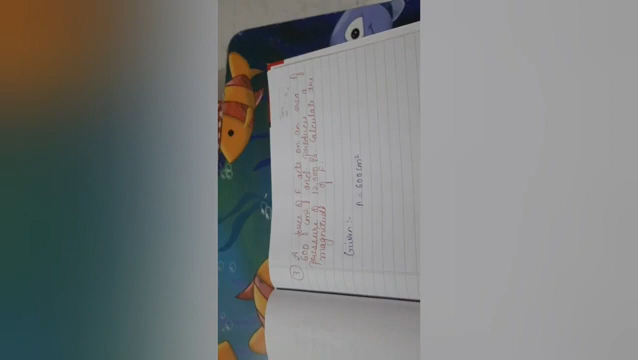 7 A force of F acts on an area of
600 cm² and produces a
pressure of 12,500 Pa. Calculate the
magnitude of F.
Given :-
A = 600 cm²